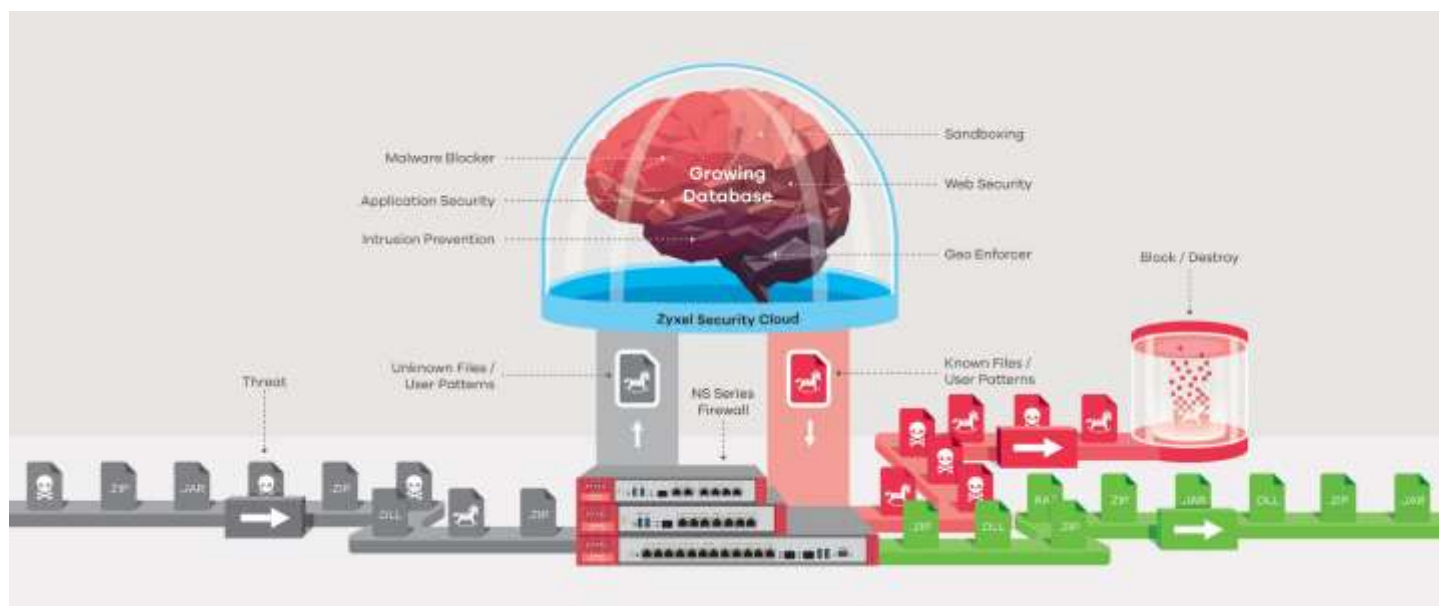 Sandboxing
Malware Blocker
Growing
Database
Web Security
Application Security
Intrusion Prevention
Geo Enforcer
Block / Destroy
Zyxel Security Cloud
Unknown Files /
User Patterns
Known Files /
User Patterns
Threat
NS Series
Firewall
.ZIP
.JAR
.ZIP
.DLL
.ZIP
.ZIP
.DLL
.ZIP
.ZIP
.JAR
.DLL
.ZIP
.JAR